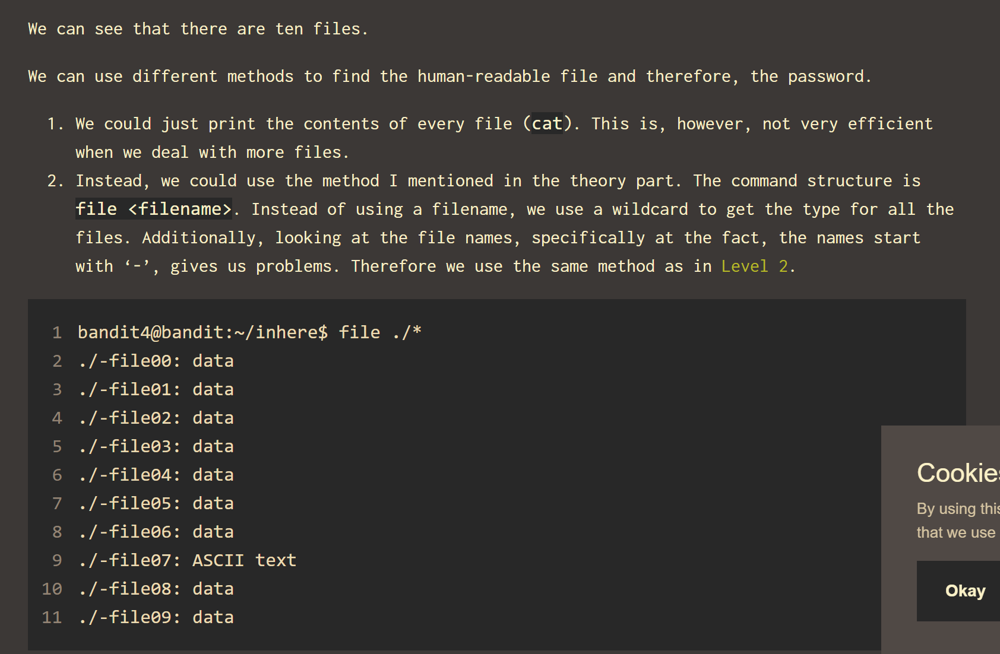 We can see that there are ten files.
We can use different methods to find the human-readable file and therefore, the password.
1. We could just print the contents of every file (cat). This is, however, not very efficient
when we deal with more files.
2. Instead, we could use the method I mentioned in the theory part. The command structure is
file <filename>. Instead of using a filename, we use a wildcard to get the type for all the
files. Additionally, looking at the file names, specifically at the fact, the names start
with ‘-’, gives us problems. Therefore we use the same method as in Level 2.
1 bandit4@bandit:~/inhere$ file ./*
2 ./-file00: data
3 ./-file01: data
4 ./-file02: data
5 ./-file03: data
6 ./-file04: data
7 ./-file05: data
8 ./-file06: data
9 ./-file07: ASCII text
10 ./-file08: data
11 ./-file09: data
Cookies
By using this
that we use
Okay